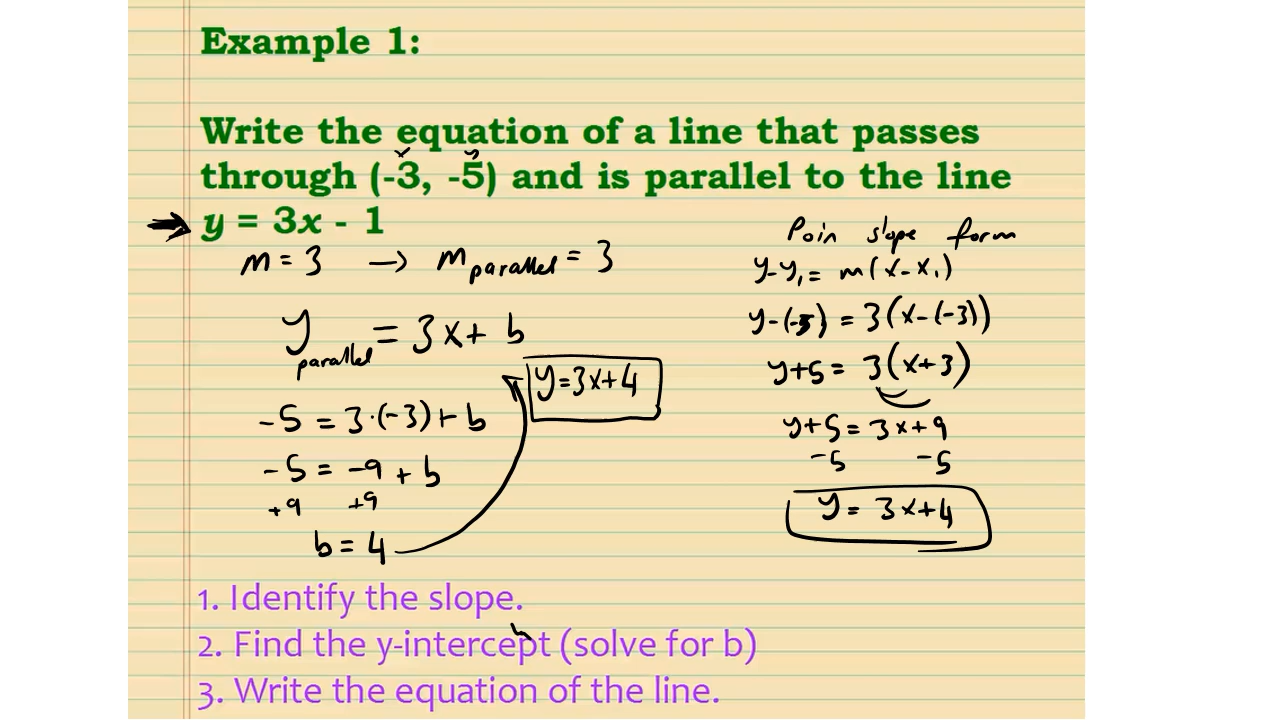 Example 1:
Write the equation of a line that passes
x y
through (-3, -5) and is parallel to the line
y = 3x - 1
m = 3 → m parallel = 3
y parallel = 3x + b
-5 = 3·(-3) + b
-5 = -9 + b
+9 +9
b = 4
y = 3x + 4
Poin slope form
y - y₁ = m(x - x₁)
y - (-5) = 3(x - (-3))
y + 5 = 3(x + 3)
y + 5 = 3x + 9
-5 -5
y = 3x + 4
1. Identify the slope.
2. Find the y-intercept (solve for b)
3. Write the equation of the line.